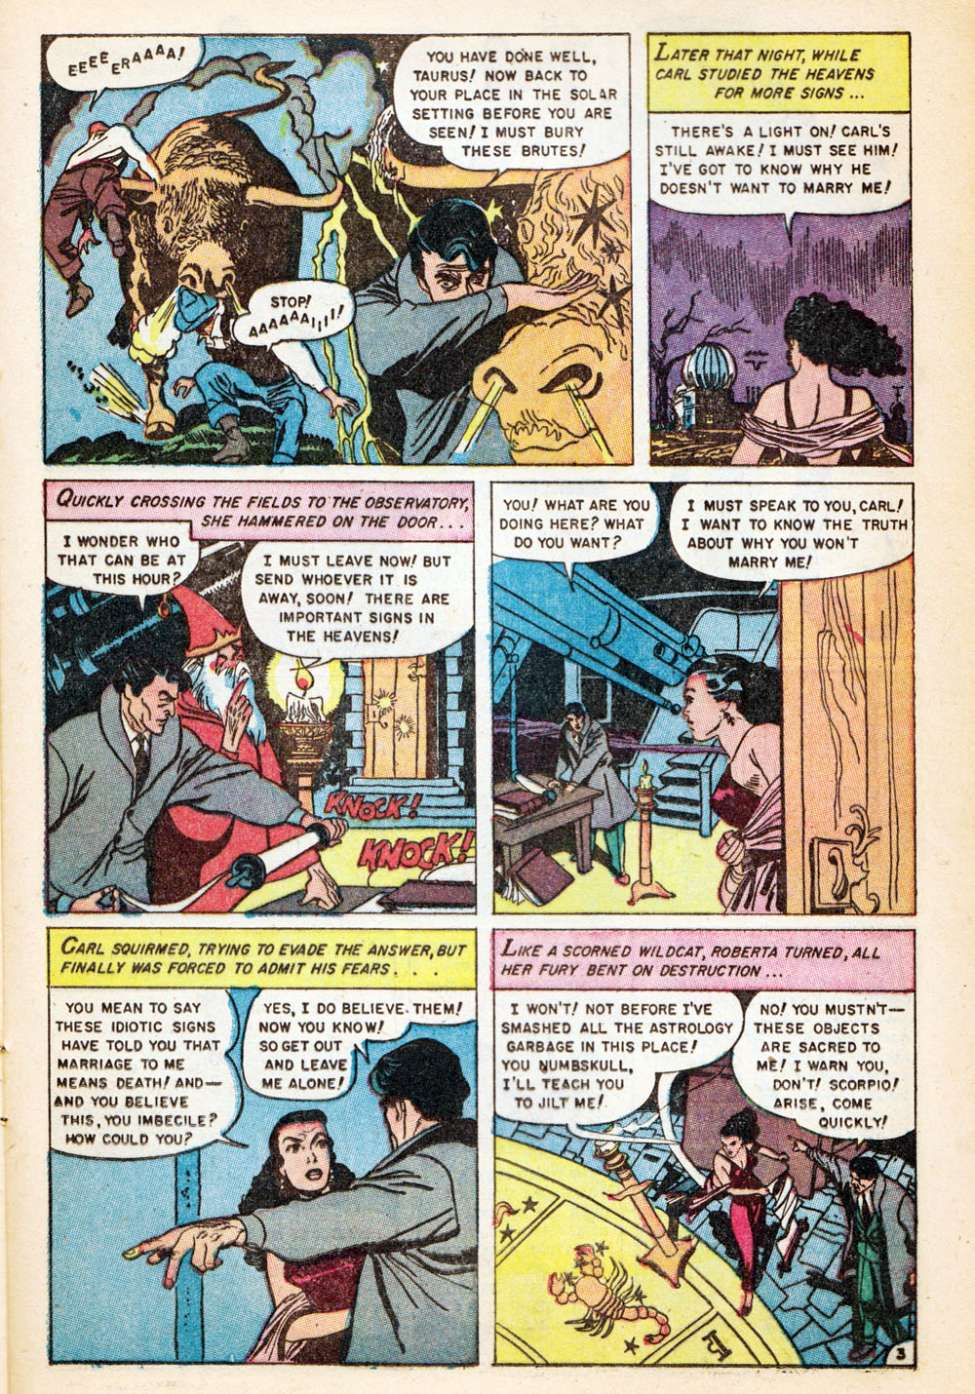 EEEEERAAAA!
YOU HAVE DONE WELL,
TAURUS! NOW BACK TO
YOUR PLACE IN THE SOLAR
SETTING BEFORE YOU ARE
SEEN! I MUST BURY
THESE BRUTES!
STOP!
AAAAAAIIII!
LATER THAT NIGHT, WHILE
CARL STUDIED THE HEAVENS
FOR MORE SIGNS...
THERE'S A LIGHT ON! CARL'S
STILL AWAKE! I MUST SEE HIM!
I'VE GOT TO KNOW WHY HE
DOESN'T WANT TO MARRY ME!
QUICKLY CROSSING THE FIELDS TO THE OBSERVATORY,
SHE HAMMERED ON THE DOOR...
I WONDER WHO
THAT CAN BE AT
THIS HOUR?
I MUST LEAVE NOW! BUT
SEND WHOEVER IT IS
AWAY, SOON! THERE ARE
IMPORTANT SIGNS IN
THE HEAVENS!
KNOCK!
KNOCK!
YOU! WHAT ARE YOU
DOING HERE? WHAT
DO YOU WANT?
I MUST SPEAK TO YOU, CARL!
I WANT TO KNOW THE TRUTH
ABOUT WHY YOU WON'T
MARRY ME!
CARL SQUIRMED, TRYING TO EVADE THE ANSWER, BUT
FINALLY WAS FORCED TO ADMIT HIS FEARS. . .
YOU MEAN TO SAY
THESE IDIOTIC SIGNS
HAVE TOLD YOU THAT
MARRIAGE TO ME
MEANS DEATH! AND—
AND YOU BELIEVE
THIS, YOU IMBECILE?
HOW COULD YOU?
YES, I DO BELIEVE THEM!
NOW YOU KNOW!
SO GET OUT
AND LEAVE
ME ALONE!
LIKE A SCORNED WILDCAT, ROBERTA TURNED, ALL
HER FURY BENT ON DESTRUCTION...
I WON'T! NOT BEFORE I'VE
SMASHED ALL THE ASTROLOGY
GARBAGE IN THIS PLACE!
YOU NUMBSKULL,
I'LL TEACH YOU
TO JILT ME!
NO! YOU MUSTN'T—
THESE OBJECTS
ARE SACRED TO
ME! I WARN YOU,
DON'T! SCORPIO!
ARISE, COME
QUICKLY!
3